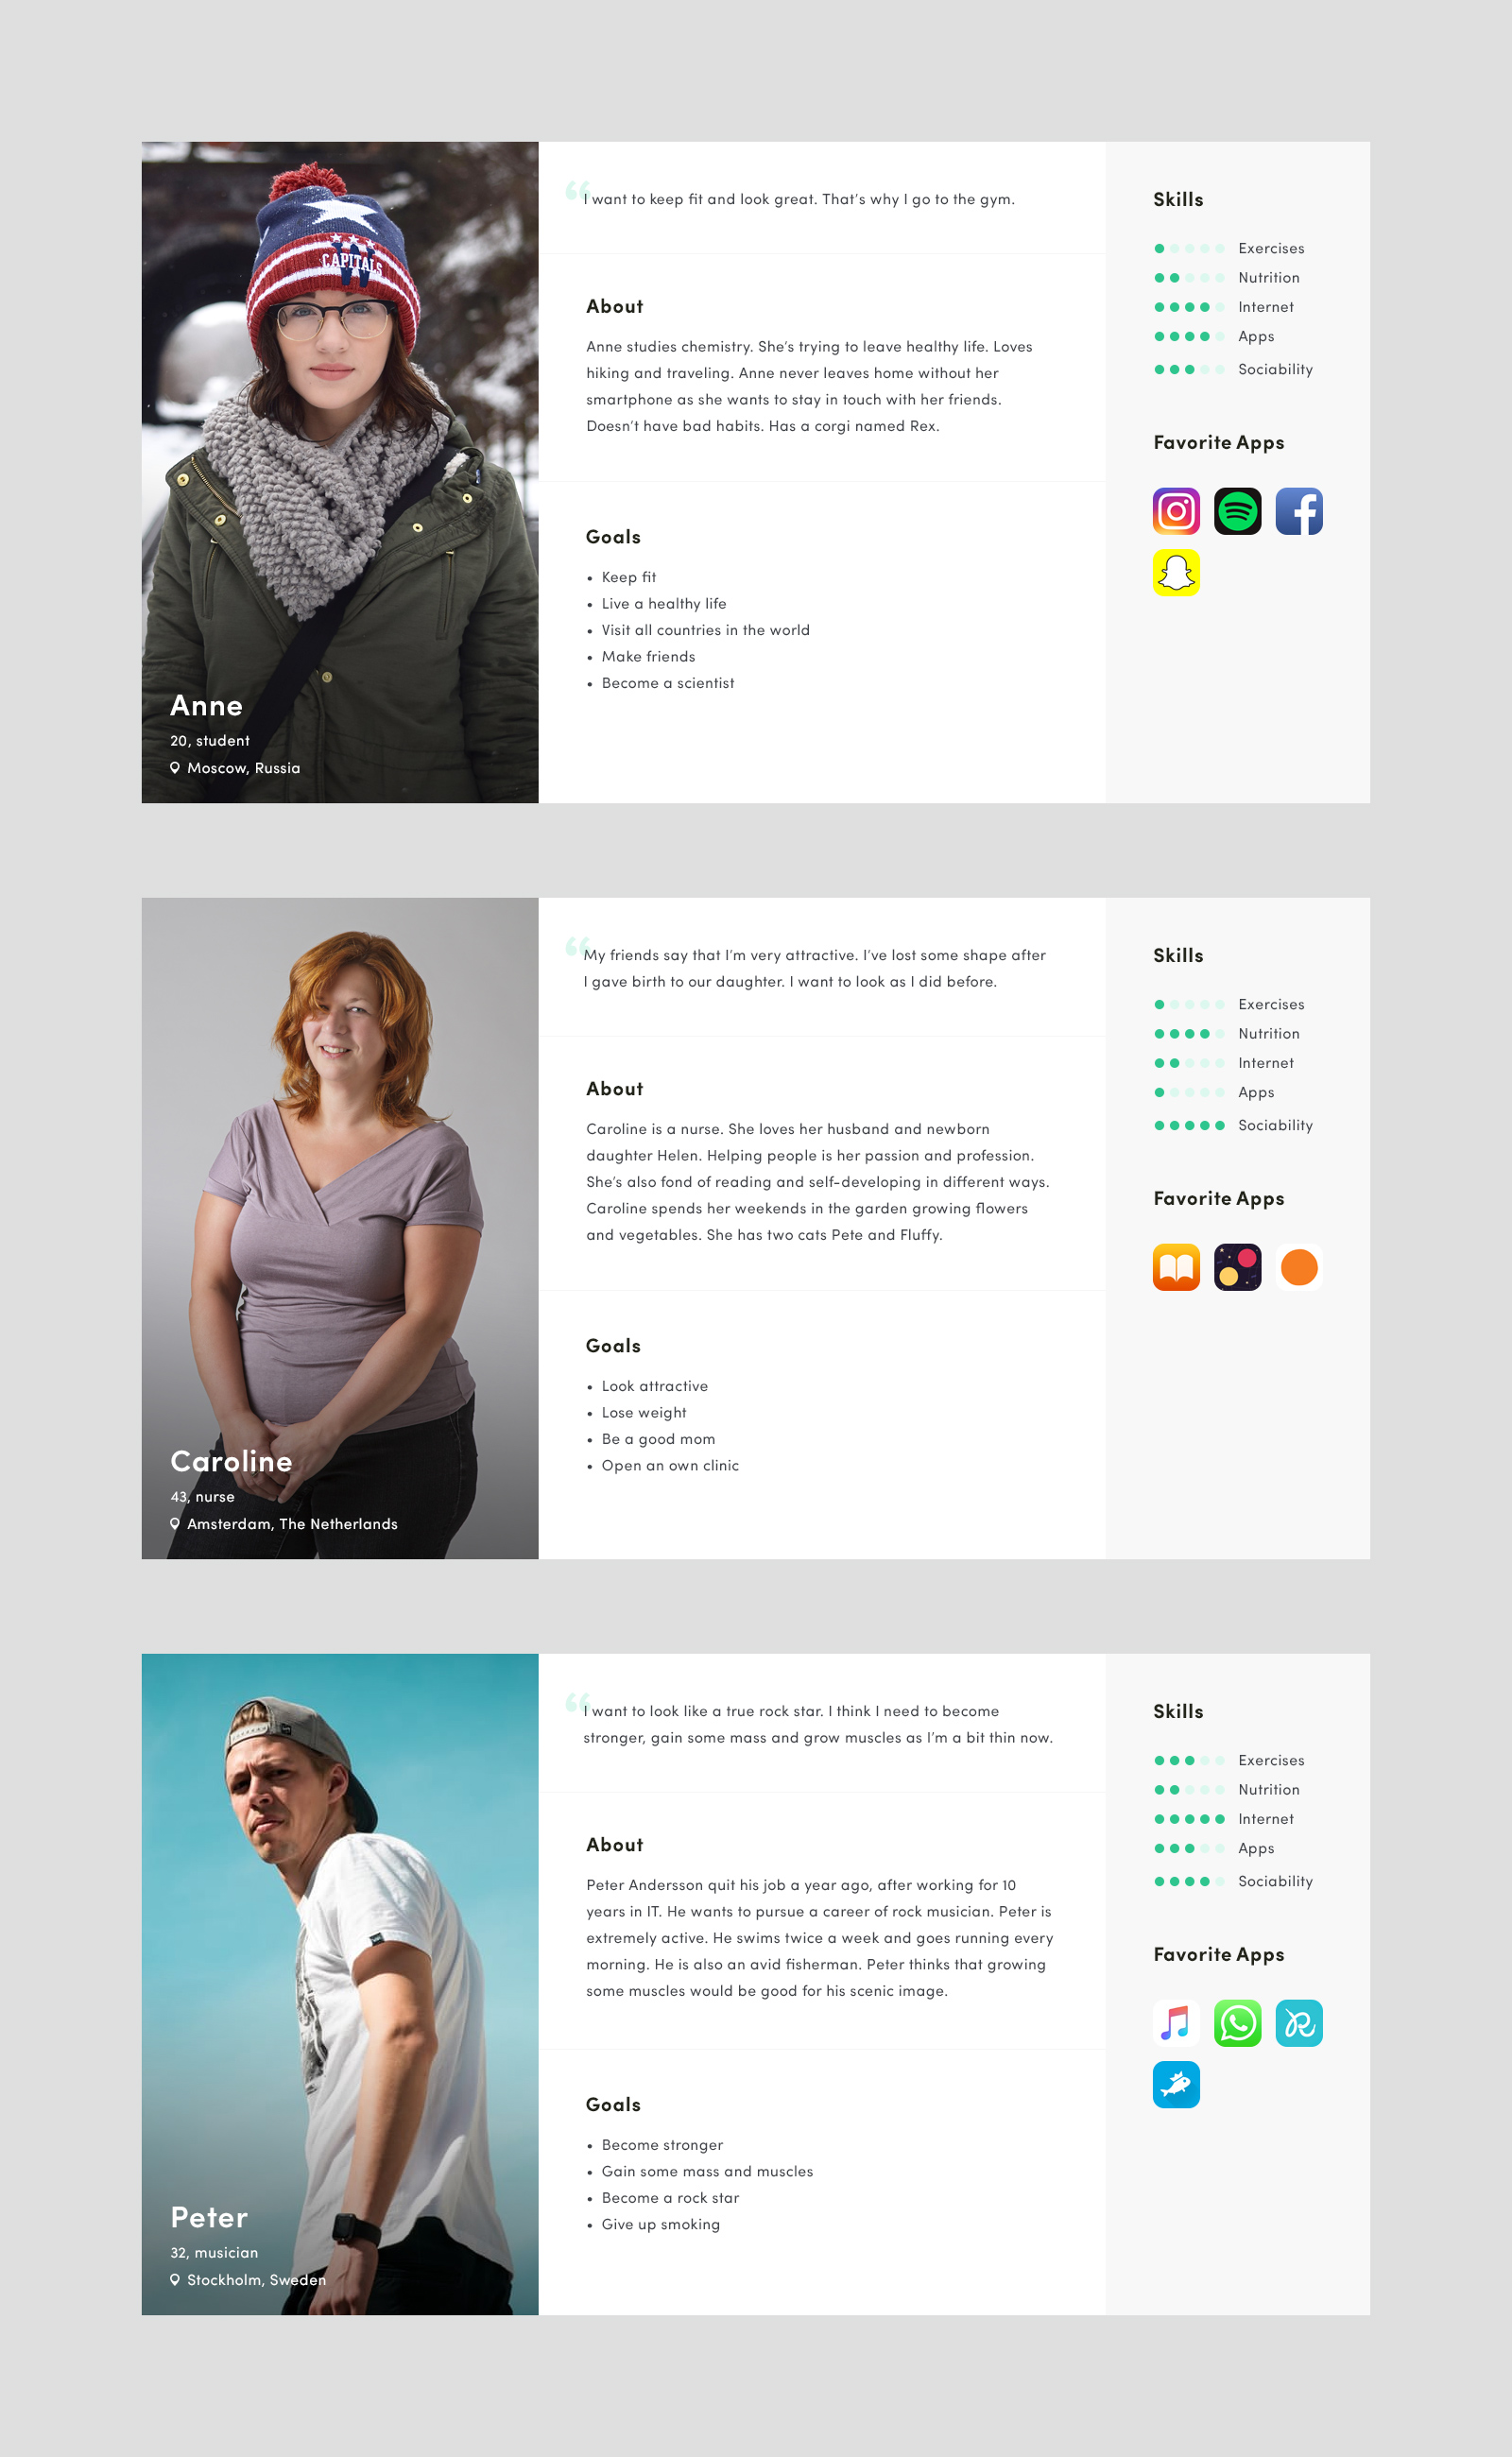 CAPITALS
Anne
20, student
Moscow, Russia
“I want to keep fit and look great. That’s why I go to the gym.
About
Anne studies chemistry. She’s trying to leave healthy life. Loves
hiking and traveling. Anne never leaves home without her
smartphone as she wants to stay in touch with her friends.
Doesn’t have bad habits. Has a corgi named Rex.
Goals
• Keep fit
• Live a healthy life
• Visit all countries in the world
• Make friends
• Become a scientist
Skills
Exercises
Nutrition
Internet
Apps
Sociability
Favorite Apps
Caroline
43, nurse
Amsterdam, The Netherlands
“My friends say that I’m very attractive. I’ve lost some shape after
I gave birth to our daughter. I want to look as I did before.
About
Caroline is a nurse. She loves her husband and newborn
daughter Helen. Helping people is her passion and profession.
She’s also fond of reading and self-developing in different ways.
Caroline spends her weekends in the garden growing flowers
and vegetables. She has two cats Pete and Fluffy.
Goals
• Look attractive
• Lose weight
• Be a good mom
• Open an own clinic
Skills
Exercises
Nutrition
Internet
Apps
Sociability
Favorite Apps
Peter
32, musician
Stockholm, Sweden
“I want to look like a true rock star. I think I need to become
stronger, gain some mass and grow muscles as I’m a bit thin now.
About
Peter Andersson quit his job a year ago, after working for 10
years in IT. He wants to pursue a career of rock musician. Peter is
extremely active. He swims twice a week and goes running every
morning. He is also an avid fisherman. Peter thinks that growing
some muscles would be good for his scenic image.
Goals
• Become stronger
• Gain some mass and muscles
• Become a rock star
• Give up smoking
Skills
Exercises
Nutrition
Internet
Apps
Sociability
Favorite Apps